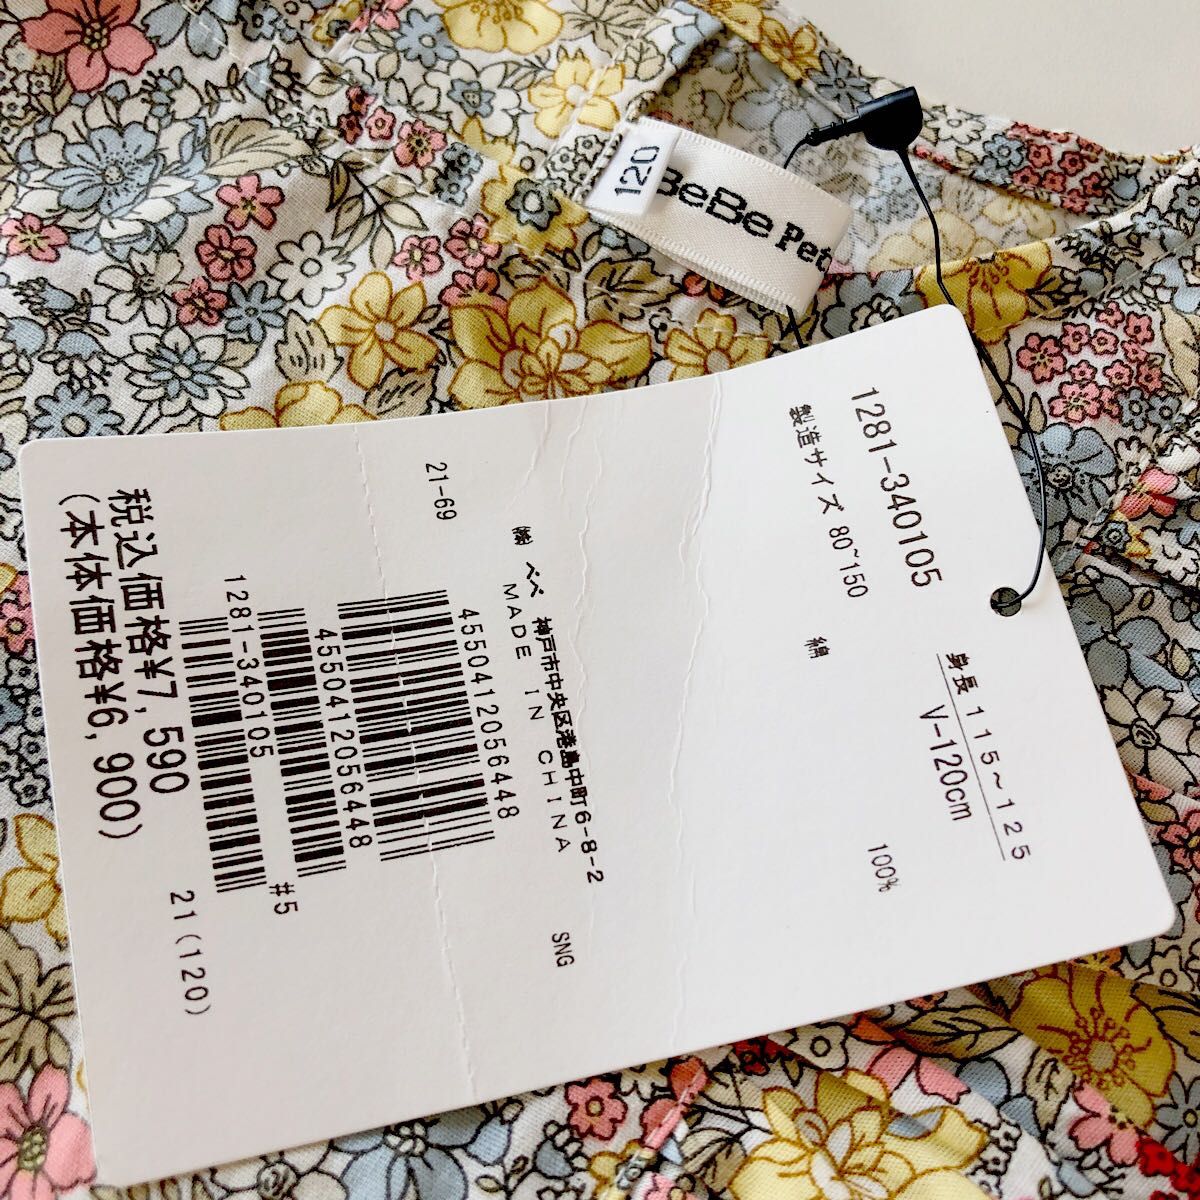 120
BeBe Pet
1281-340105
製造サイズ 80~150
身長 115~125
V-120cm
綿 100%
㈱ べべ 神戸市中央区港島中町6-8-2
MADE IN CHINA SNG
21-69
4550412056448
4550412056448
#5
1281-340105
21(120)
税込価格¥7,590
(本体価格¥6,900)